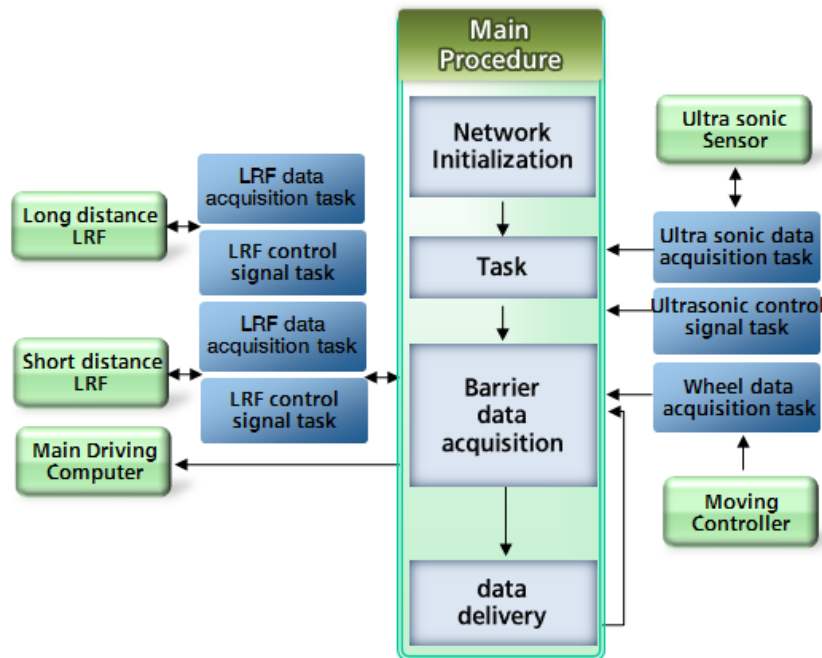 Main
Procedure
Network
Initialization
Task
Barrier
data
acquisition
data
delivery
Long distance
LRF
LRF data
acquisition task
LRF control
signal task
Short distance
LRF
LRF data
acquisition task
LRF control
signal task
Main Driving
Computer
Ultra sonic
Sensor
Ultra sonic data
acquisition task
Ultrasonic control
signal task
Wheel data
acquisition task
Moving
Controller